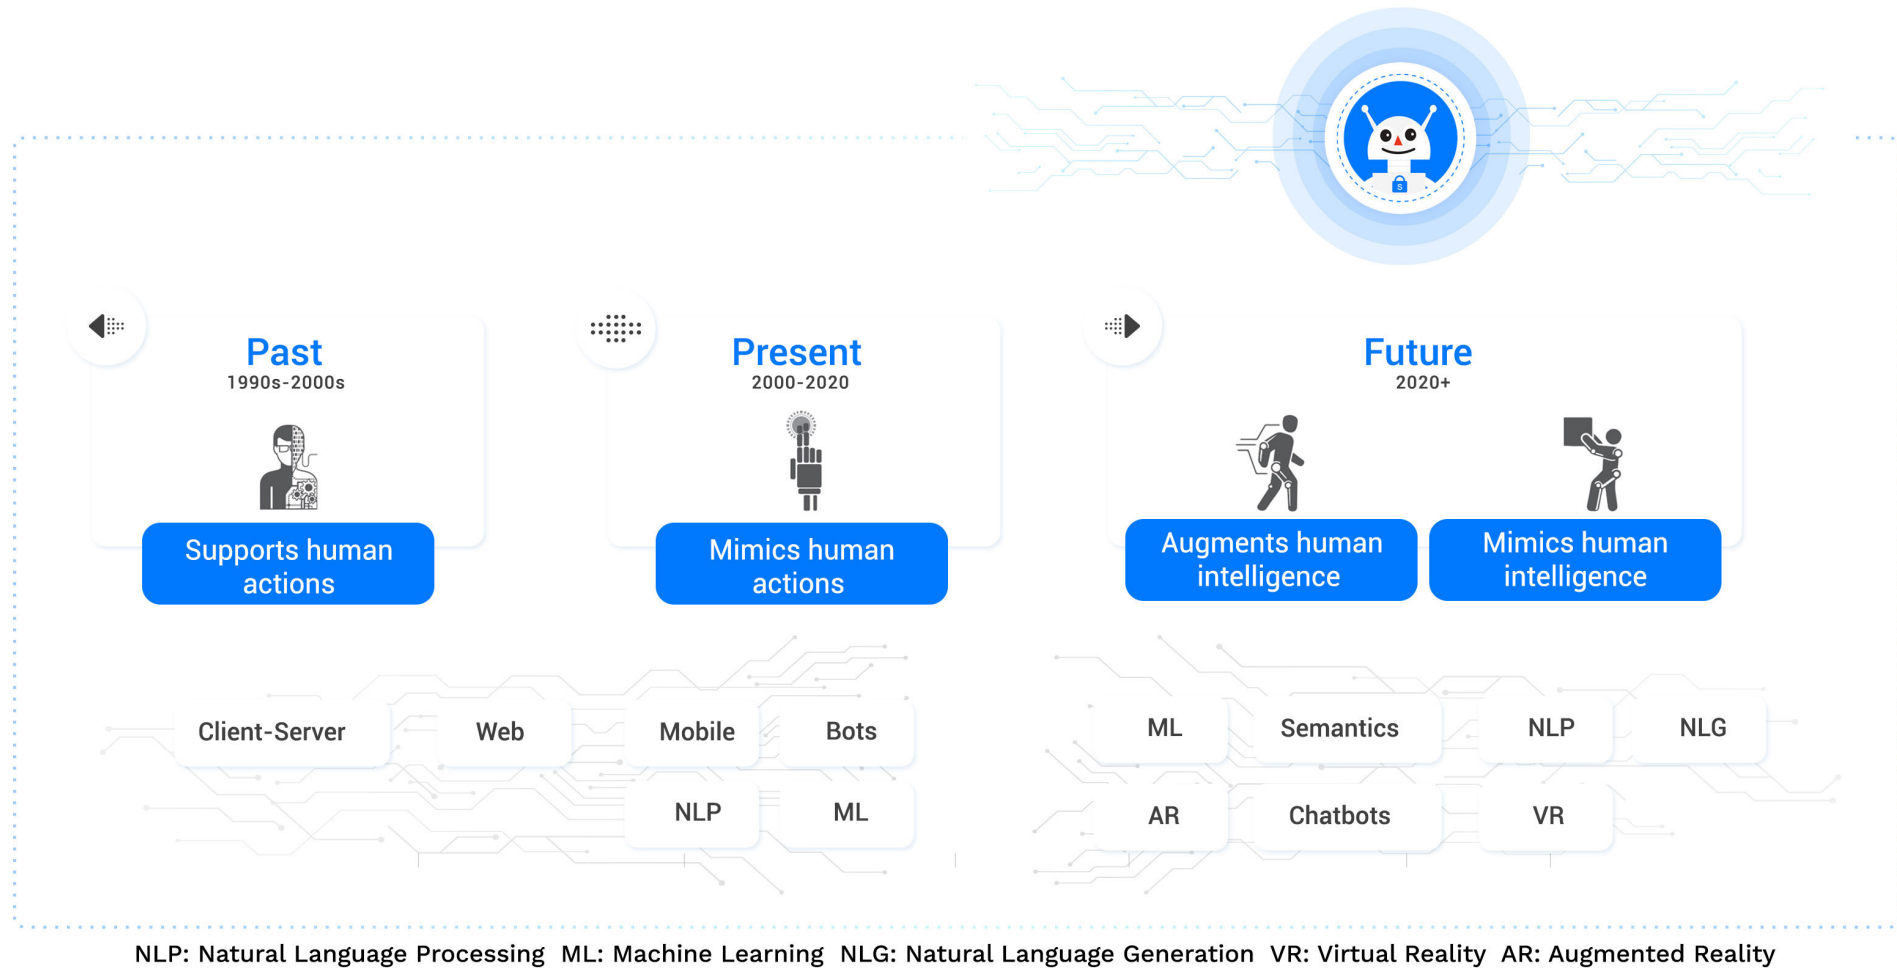 Past
1990s-2000s
Supports human
actions
Present
2000-2020
Mimics human
actions
Future
2020+
Augments human
intelligence
Mimics human
intelligence
Client-Server
Web
Mobile
Bots
NLP
ML
ML
Semantics
NLP
NLG
AR
Chatbots
VR
S
NLP: Natural Language Processing ML: Machine Learning NLG: Natural Language Generation VR: Virtual Reality AR: Augmented Reality